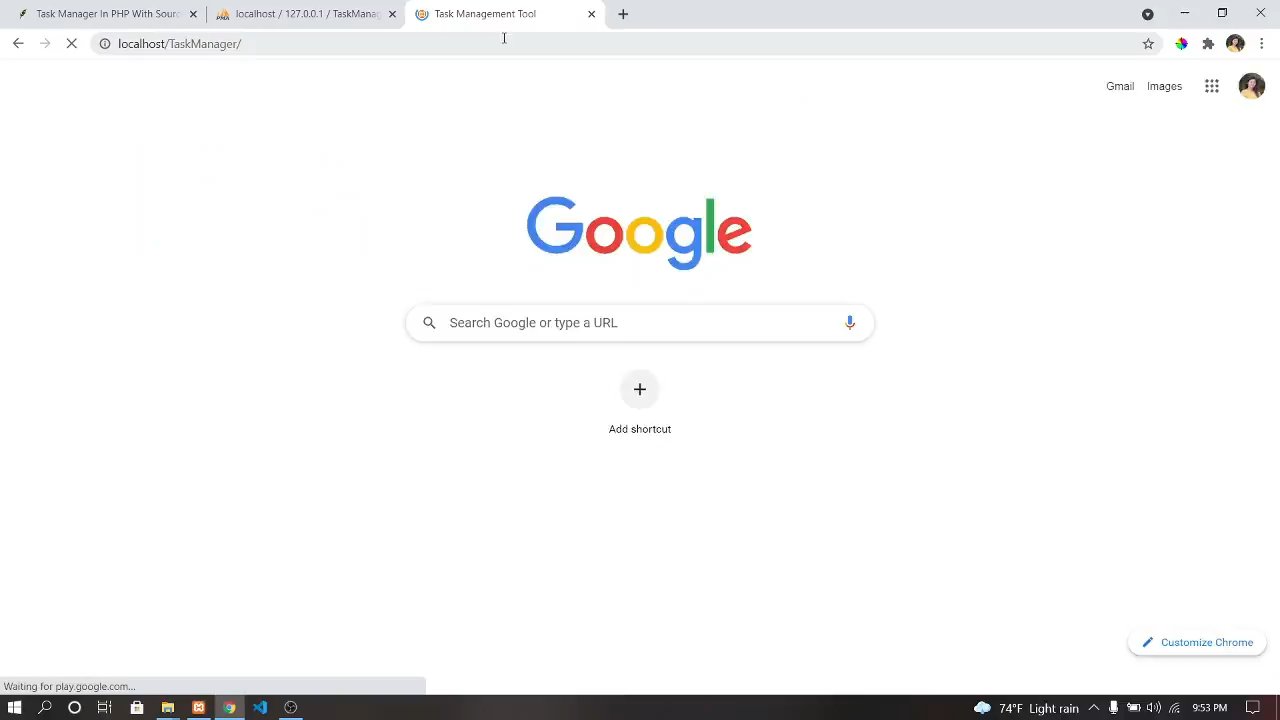 Task Manager In PHP With Sourc
localhost / 127.0.0.1 / TaskManag
Task Management Tool
localhost/TaskManager/
Gmail Images
Google
Search Google or type a URL
Add shortcut
Customize Chrome
Waiting for play.google.com...
74°F Light rain
9:53 PM